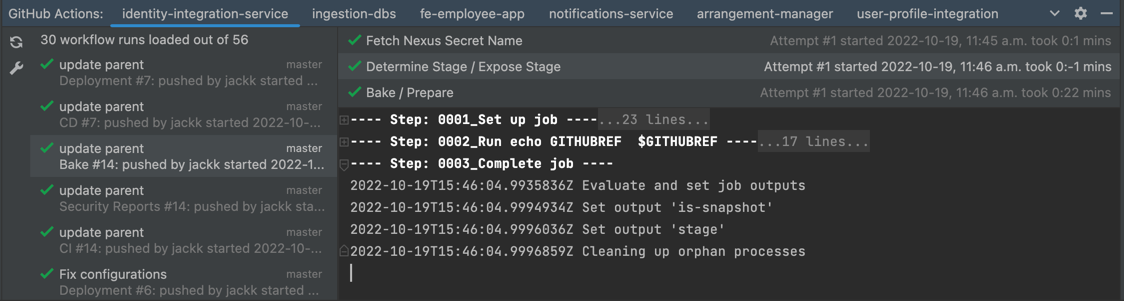 GitHub Actions: identity-integration-service ingestion-dbs fe-employee-app notifications-service arrangement-manager user-profile-integration
30 workflow runs loaded out of 56
update parent master
Deployment #7: pushed by jackk started ...
update parent master
CD #7: pushed by jackk started 2022-10-...
update parent master
Bake #14: pushed by jackk started 2022-1...
update parent master
Security Reports #14: pushed by jackk sta...
update parent master
CI #14: pushed by jackk started 2022-10-...
Fix configurations master
Deployment #6: pushed by jackk started ...
Fetch Nexus Secret Name Attempt #1 started 2022-10-19, 11:45 a.m. took 0:1 mins
Determine Stage / Expose Stage Attempt #1 started 2022-10-19, 11:46 a.m. took 0:-1 mins
Bake / Prepare Attempt #1 started 2022-10-19, 11:46 a.m. took 0:22 mins
---- Step: 0001_Set up job ----...23 lines...
---- Step: 0002_Run echo GITHUBREF  $GITHUBREF ----...17 lines...
---- Step: 0003_Complete job ----
2022-10-19T15:46:04.9935836Z Evaluate and set job outputs
2022-10-19T15:46:04.9994934Z Set output 'is-snapshot'
2022-10-19T15:46:04.9996036Z Set output 'stage'
2022-10-19T15:46:04.9996859Z Cleaning up orphan processes